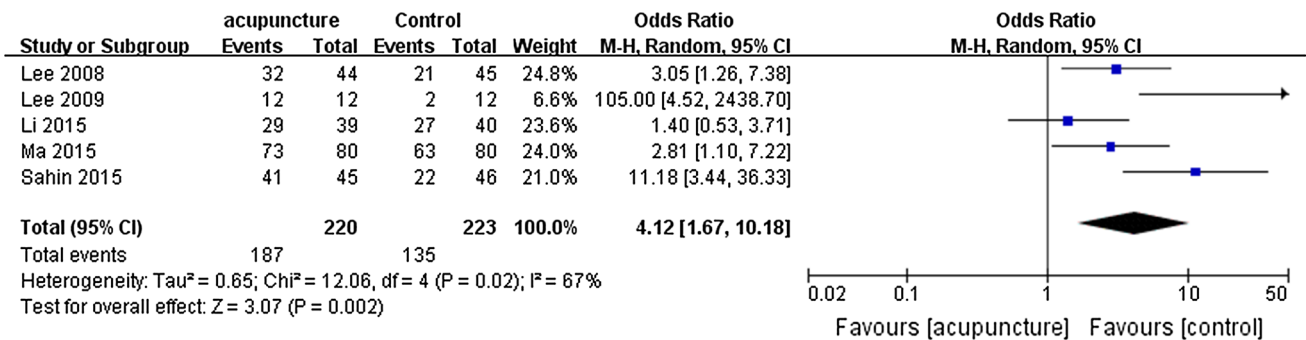 acupuncture Control Odds Ratio Odds Ratio
Study or Subgroup Events Total Events Total Weight M-H, Random, 95% CI M-H, Random, 95% CI
Lee 2008 32 44 21 45 24.8% 3.05 [1.26, 7.38]
Lee 2009 12 12 2 12 6.6% 105.00 [4.52, 2438.70]
Li 2015 29 39 27 40 23.6% 1.40 [0.53, 3.71]
Ma 2015 73 80 63 80 24.0% 2.81 [1.10, 7.22]
Sahin 2015 41 45 22 46 21.0% 11.18 [3.44, 36.33]
Total (95% CI) 220 223 100.0% 4.12 [1.67, 10.18]
Total events 187 135
Heterogeneity: Tau² = 0.65; Chi² = 12.06, df = 4 (P = 0.02); I² = 67%
Test for overall effect: Z = 3.07 (P = 0.002)
0.02 0.1 1 10 50
Favours [acupuncture] Favours [control]